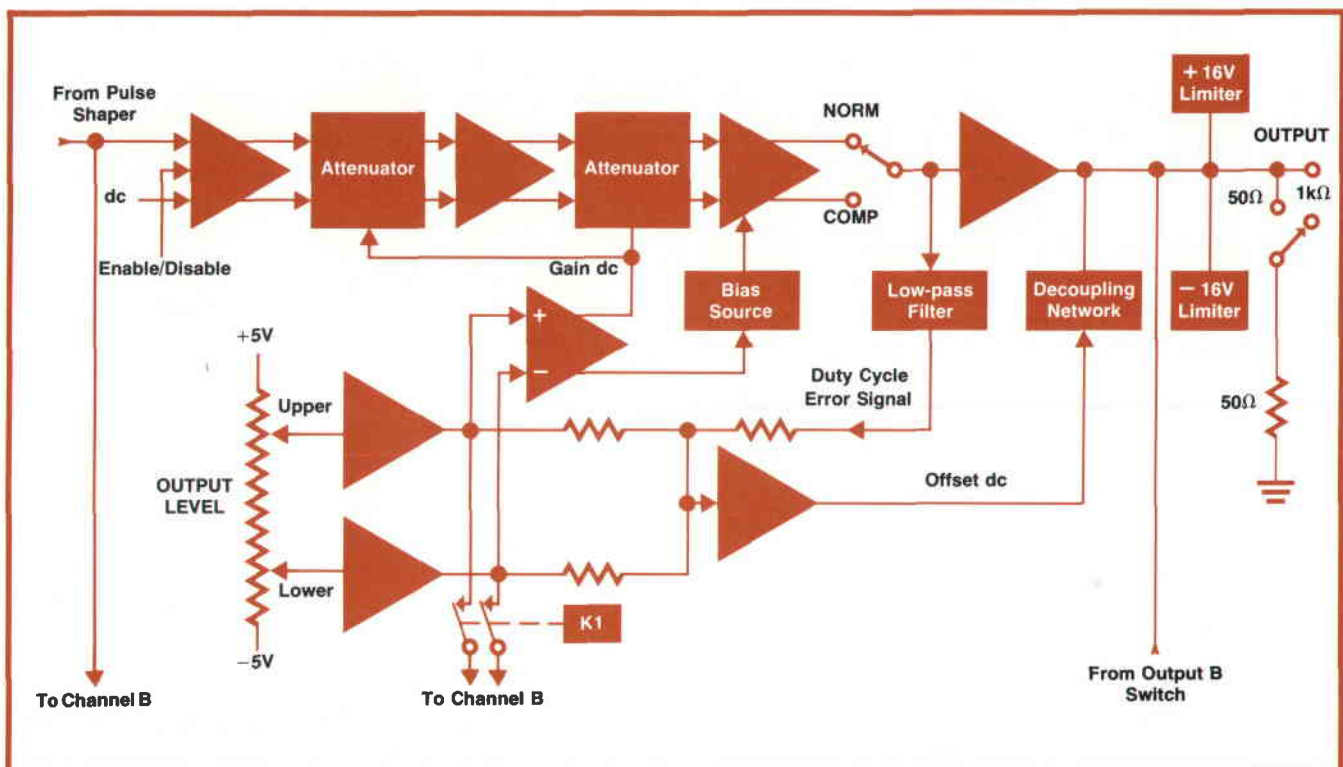 From Pulse
Shaper
dc
Enable/Disable
Attenuator
Attenuator
Gain dc
NORM
COMP
+ 16V
Limiter
OUTPUT
50Ω
1kΩ
Bias
Source
Low-pass
Filter
Decoupling
Network
− 16V
Limiter
+
−
+5V
Upper
OUTPUT
LEVEL
Lower
−5V
Duty Cycle
Error Signal
50Ω
Offset dc
K1
To Channel B
To Channel B
From Output B
Switch